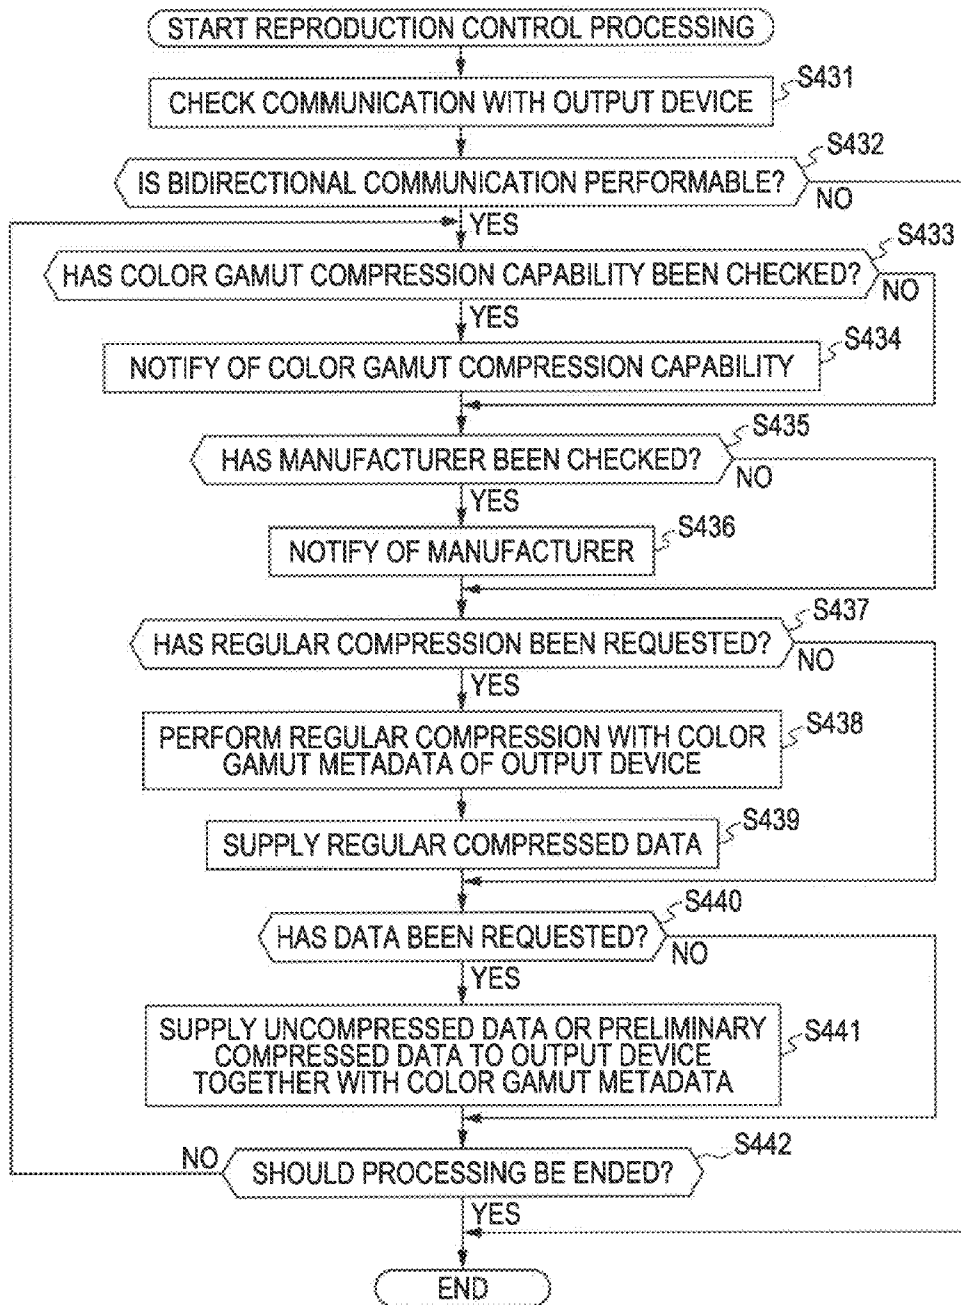 START REPRODUCTION CONTROL PROCESSING
S431
CHECK COMMUNICATION WITH OUTPUT DEVICE
S432
IS BIDIRECTIONAL COMMUNICATION PERFORMABLE?
NO
YES
S433
HAS COLOR GAMUT COMPRESSION CAPABILITY BEEN CHECKED?
NO
YES
S434
NOTIFY OF COLOR GAMUT COMPRESSION CAPABILITY
S435
HAS MANUFACTURER BEEN CHECKED?
NO
YES
S436
NOTIFY OF MANUFACTURER
S437
HAS REGULAR COMPRESSION BEEN REQUESTED?
NO
YES
S438
PERFORM REGULAR COMPRESSION WITH COLOR
GAMUT METADATA OF OUTPUT DEVICE
S439
SUPPLY REGULAR COMPRESSED DATA
S440
HAS DATA BEEN REQUESTED?
NO
YES
S441
SUPPLY UNCOMPRESSED DATA OR PRELIMINARY
COMPRESSED DATA TO OUTPUT DEVICE
TOGETHER WITH COLOR GAMUT METADATA
S442
NO
SHOULD PROCESSING BE ENDED?
YES
END